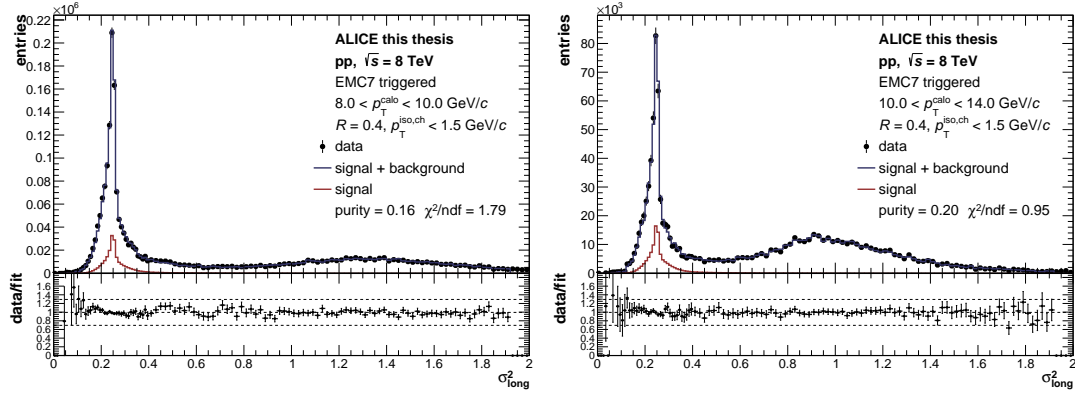 ×10⁶
entries
0.22
0.2
0.18
0.16
0.14
0.12
0.1
0.08
0.06
0.04
0.02
0
ALICE this thesis
pp, √s = 8 TeV
EMC7 triggered
8.0 < p_T^calo < 10.0 GeV/c
R = 0.4, p_T^iso,ch < 1.5 GeV/c
data
signal + background
signal
purity = 0.16 χ²/ndf = 1.79
data/fit
1.6
1.4
1.2
1.0
0.8
0.6
0.4
0.2
0
0 0.2 0.4 0.6 0.8 1 1.2 1.4 1.6 1.8 2
σ²_long
×10³
entries
80
70
60
50
40
30
20
10
0
ALICE this thesis
pp, √s = 8 TeV
EMC7 triggered
10.0 < p_T^calo < 14.0 GeV/c
R = 0.4, p_T^iso,ch < 1.5 GeV/c
data
signal + background
signal
purity = 0.20 χ²/ndf = 0.95
data/fit
1.6
1.4
1.2
1.0
0.8
0.6
0.4
0.2
0
0 0.2 0.4 0.6 0.8 1 1.2 1.4 1.6 1.8 2
σ²_long